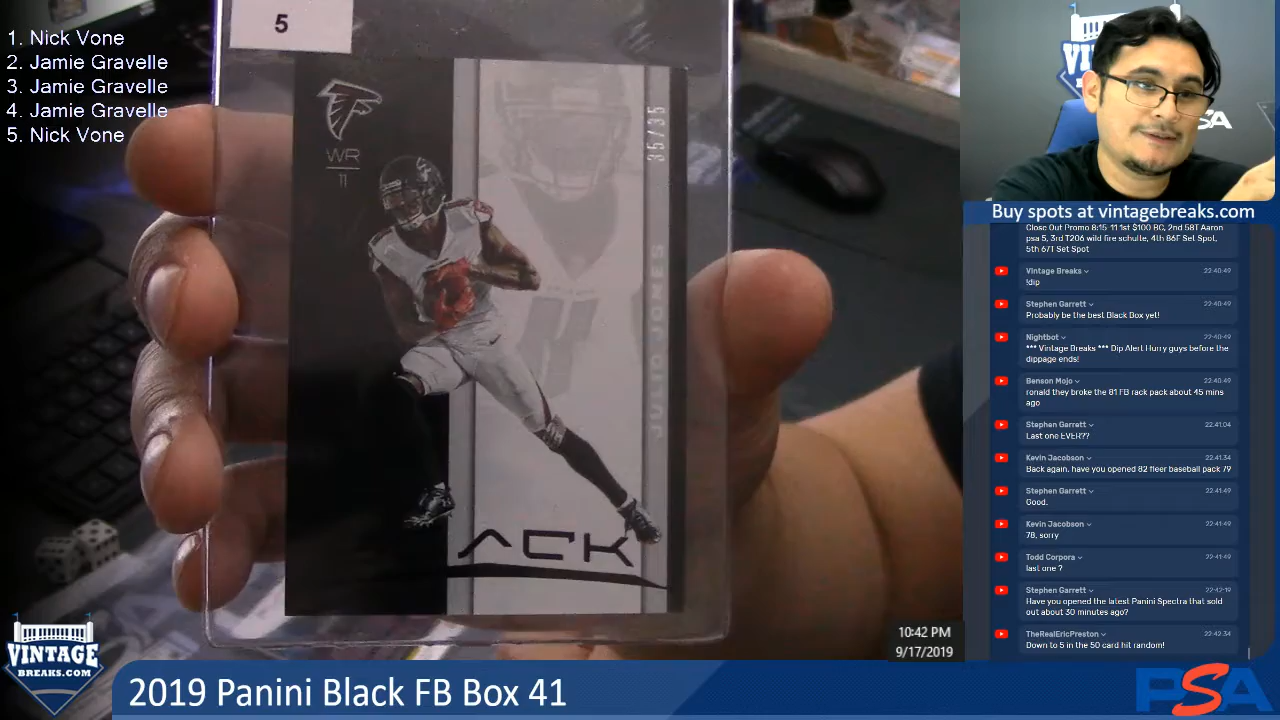 1. Nick Vone
2. Jamie Gravelle
3. Jamie Gravelle
4. Jamie Gravelle
5. Nick Vone
5
WR
11
35/35
JULIO JONES
ACK
VINTAGE
BREAKS.COM
2019 Panini Black FB Box 41
10:42 PM
9/17/2019
VIN
SA
Buy spots at vintagebreaks.com
Close Out Promo 8:15-11 1st $100 BC, 2nd 58T Aaron
psa 5, 3rd T206 wild fire schulte, 4th 86F Set Spot,
5th 67T Set Spot
Vintage Breaks 22:40:49
!dip
Stephen Garrett 22:40:49
Probably be the best Black Box yet!
Nightbot 22:40:49
*** Vintage Breaks *** Dip Alert Hurry guys before the
dippage ends!
Benson Mojo 22:40:49
ronald they broke the 81 FB rack pack about 45 mins
ago
Stephen Garrett 22:41:04
Last one EVER??
Kevin Jacobson 22:41:34
Back again, have you opened 82 fleer baseball pack 79
Stephen Garrett 22:41:49
Good.
Kevin Jacobson 22:41:49
78, sorry
Todd Corpora 22:41:49
last one ?
Stephen Garrett 22:42:19
Have you opened the latest Panini Spectra that sold
out about 30 minutes ago?
TheRealEricPreston 22:42:34
Down to 5 in the 50 card hit random!
PSA